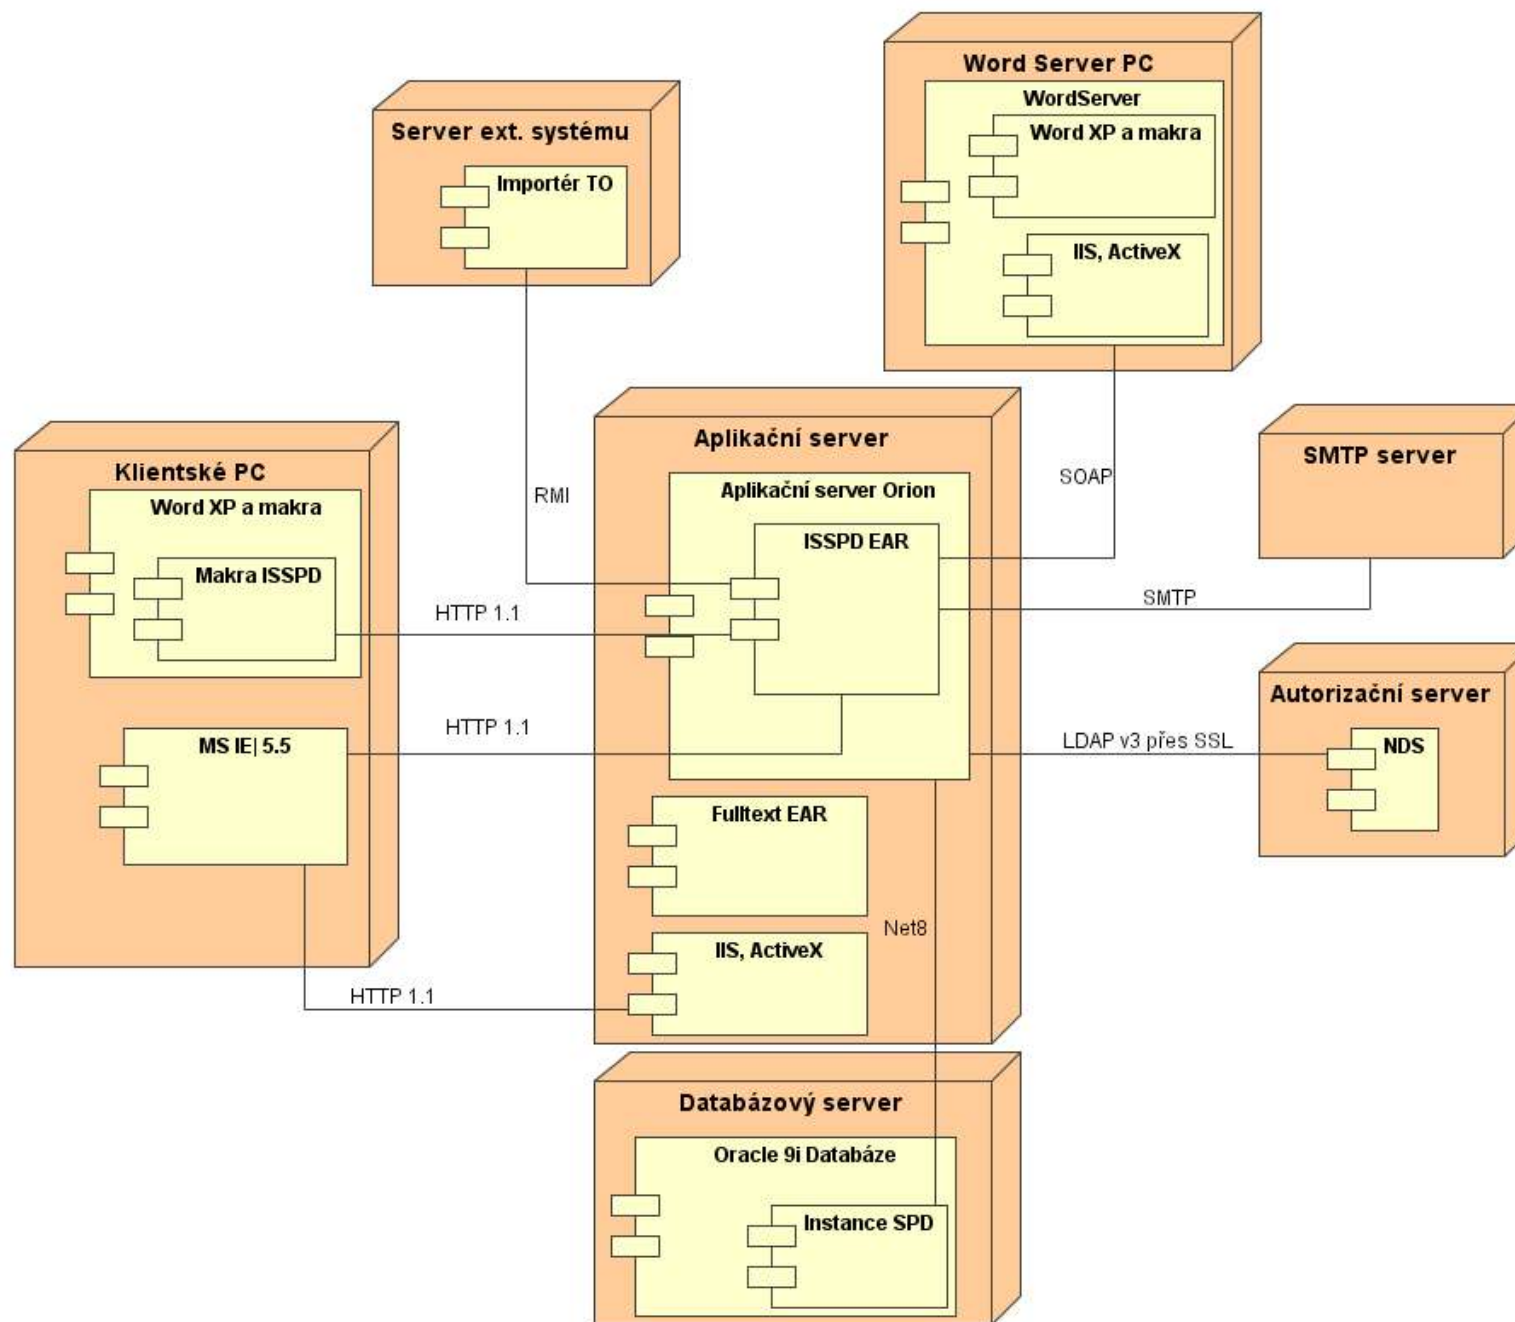 Word Server PC
WordServer
Word XP a makra
IIS, ActiveX
Server ext. systému
Importér TO
RMI
SOAP
Klientské PC
Word XP a makra
Makra ISSPD
MS IE| 5.5
HTTP 1.1
HTTP 1.1
HTTP 1.1
Aplikační server
Aplikační server Orion
ISSPD EAR
Fulltext EAR
IIS, ActiveX
Net8
SMTP server
SMTP
Autorizační server
NDS
LDAP v3 přes SSL
Databázový server
Oracle 9i Databáze
Instance SPD